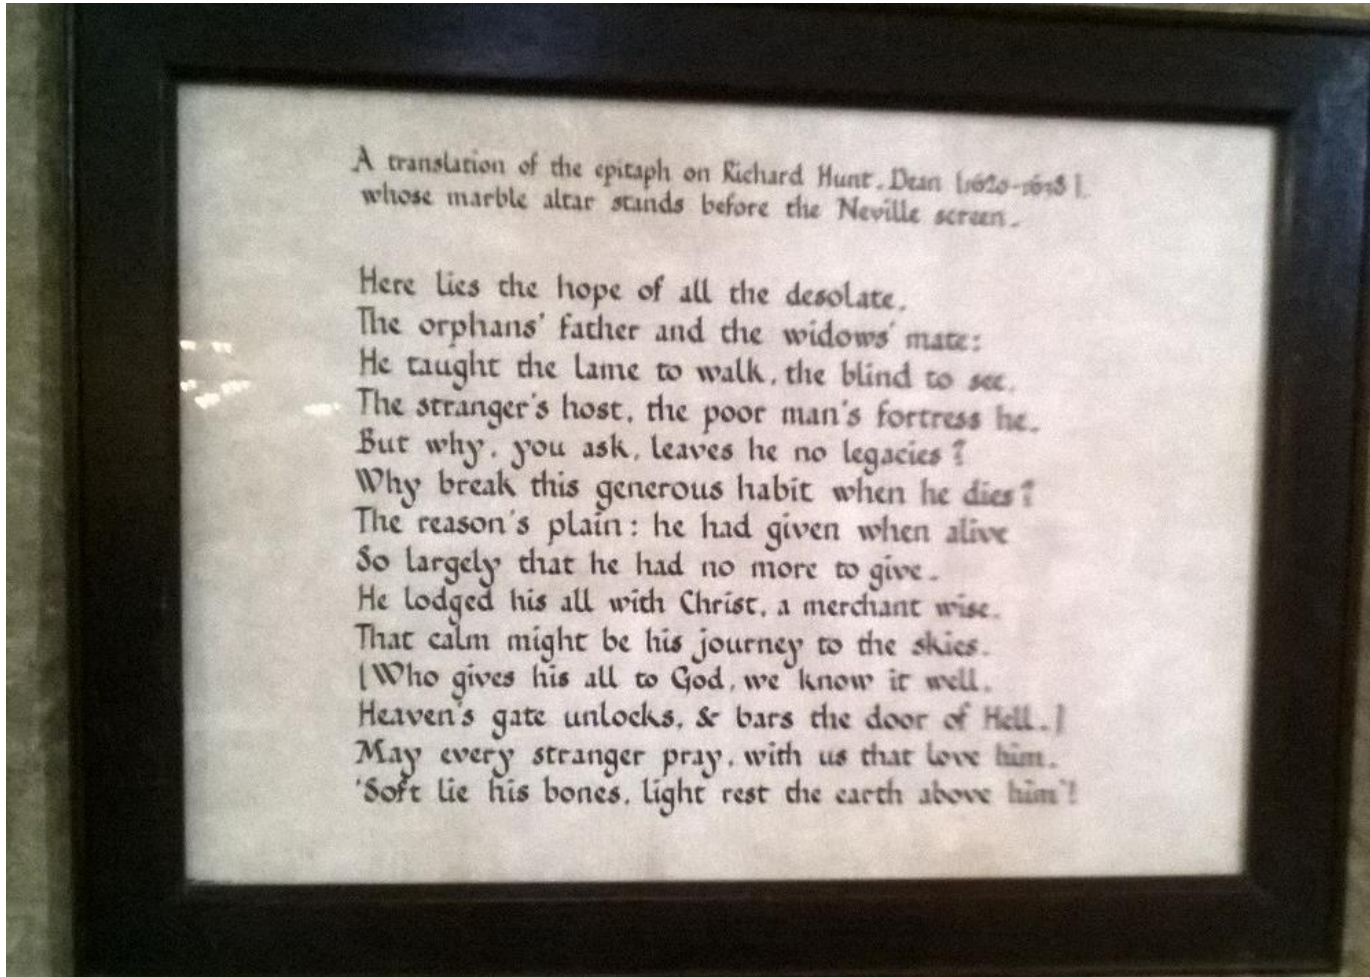 A translation of the epitaph on Richard Hunt, Dean [1620-1638].
whose marble altar stands before the Neville screen.
Here lies the hope of all the desolate,
The orphans' father and the widows' mate:
He taught the lame to walk, the blind to see,
The stranger's host, the poor man's fortress he.
But why, you ask, leaves he no legacies?
Why break this generous habit when he dies?
The reason's plain: he had given when alive
So largely that he had no more to give.
He lodged his all with Christ, a merchant wise,
That calm might be his journey to the skies.
[Who gives his all to God, we know it well,
Heaven's gate unlocks, & bars the door of Hell.]
May every stranger pray, with us that love him,
'Soft lie his bones, light rest the earth above him'!